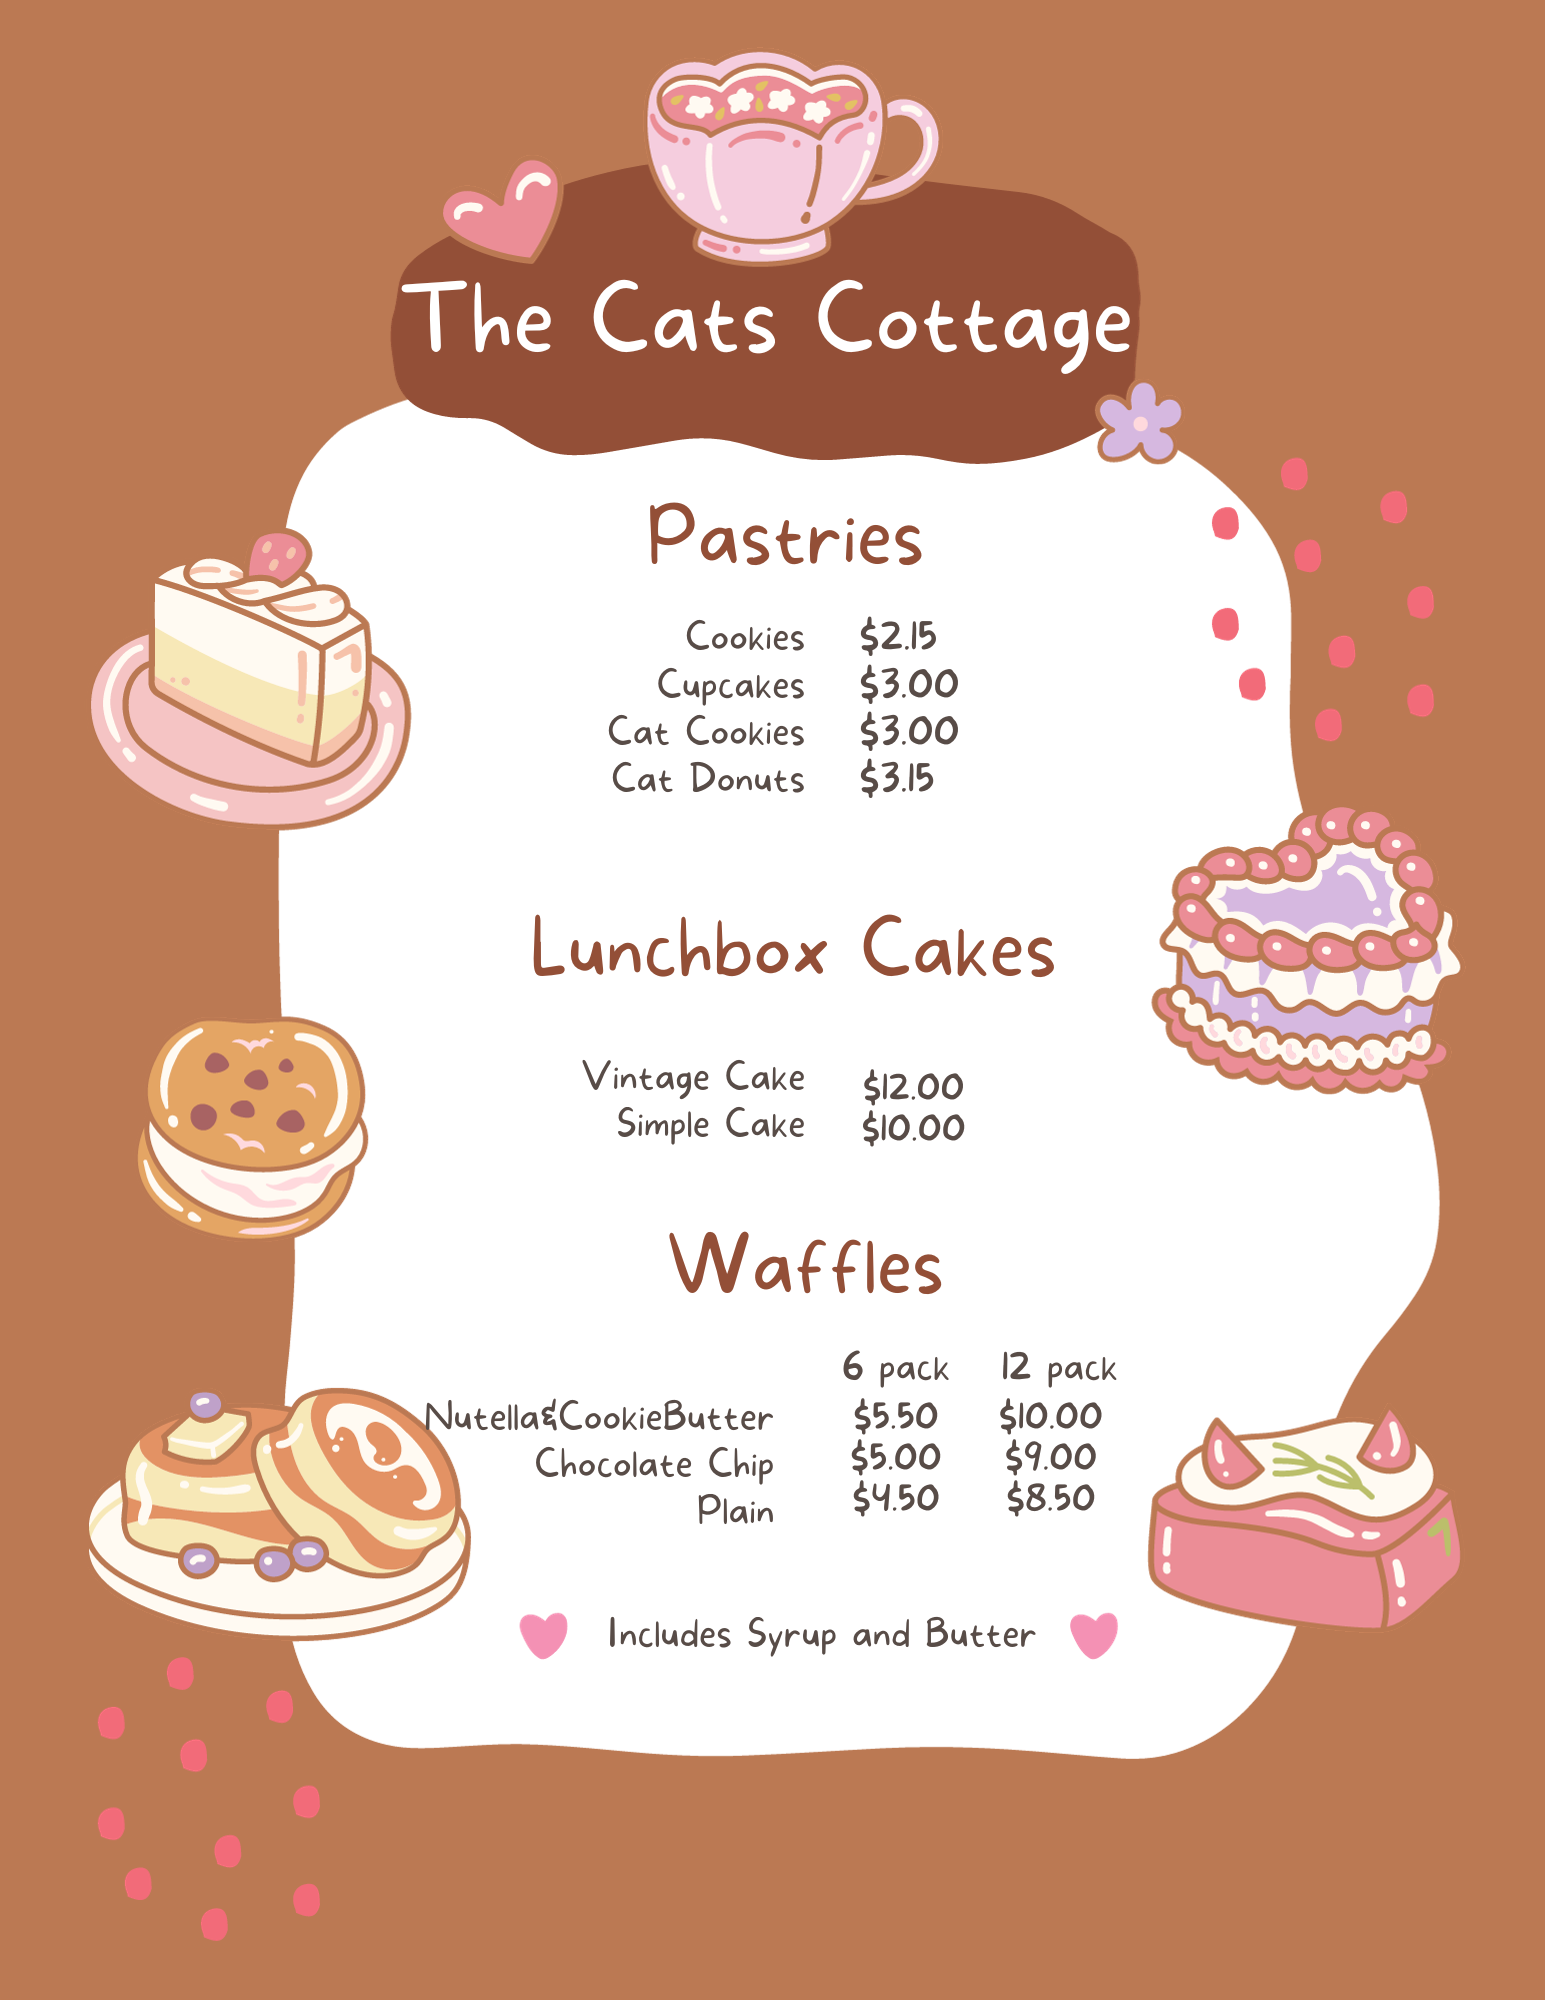 The Cats Cottage
Pastries
Cookies $2.15
Cupcakes $3.00
Cat Cookies $3.00
Cat Donuts $3.15
Lunchbox Cakes
Vintage Cake $12.00
Simple Cake $10.00
Waffles
6 pack 12 pack
Nutella&CookieButter $5.50 $10.00
Chocolate Chip $5.00 $9.00
Plain $4.50 $8.50
Includes Syrup and Butter